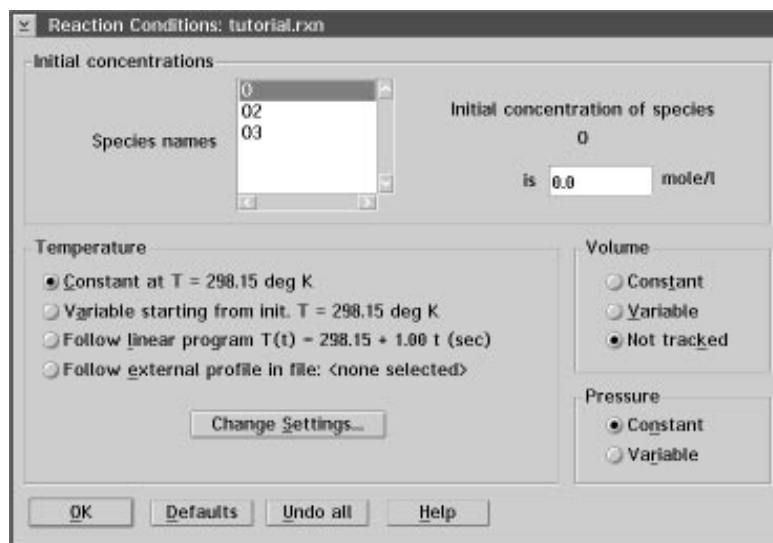 Reaction Conditions: tutorial.rxn
Initial concentrations
Species names
O
O2
O3
Initial concentration of species
O
is 0.0 mole/l
Temperature
Constant at T = 298.15 deg K
Variable starting from init. T = 298.15 deg K
Follow linear program T(t) = 298.15 + 1.00 t (sec)
Follow external profile in file: <none selected>
Change Settings...
Volume
Constant
Variable
Not tracked
Pressure
Constant
Variable
OK Defaults Undo all Help